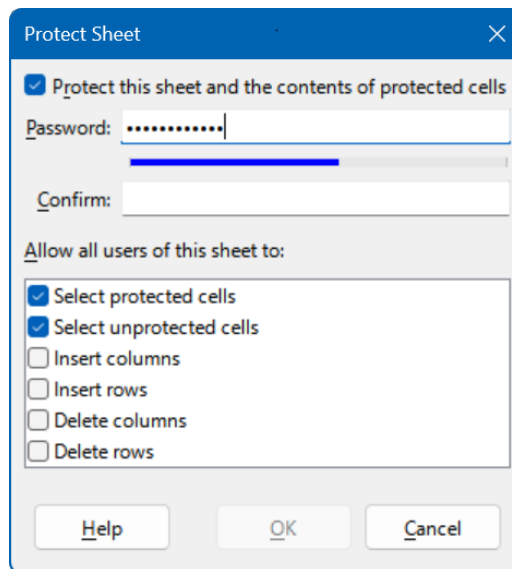 Protect Sheet
Protect this sheet and the contents of protected cells
Password: ••••••••••••
Confirm:
Allow all users of this sheet to:
Select protected cells
Select unprotected cells
Insert columns
Insert rows
Delete columns
Delete rows
Help OK Cancel